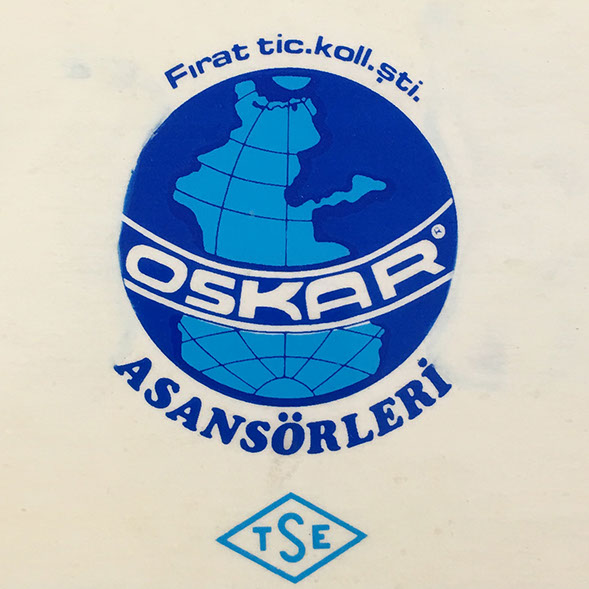 Fırat tic.koll.şti.
OSKAR®
ASANSÖRLERİ
TSE